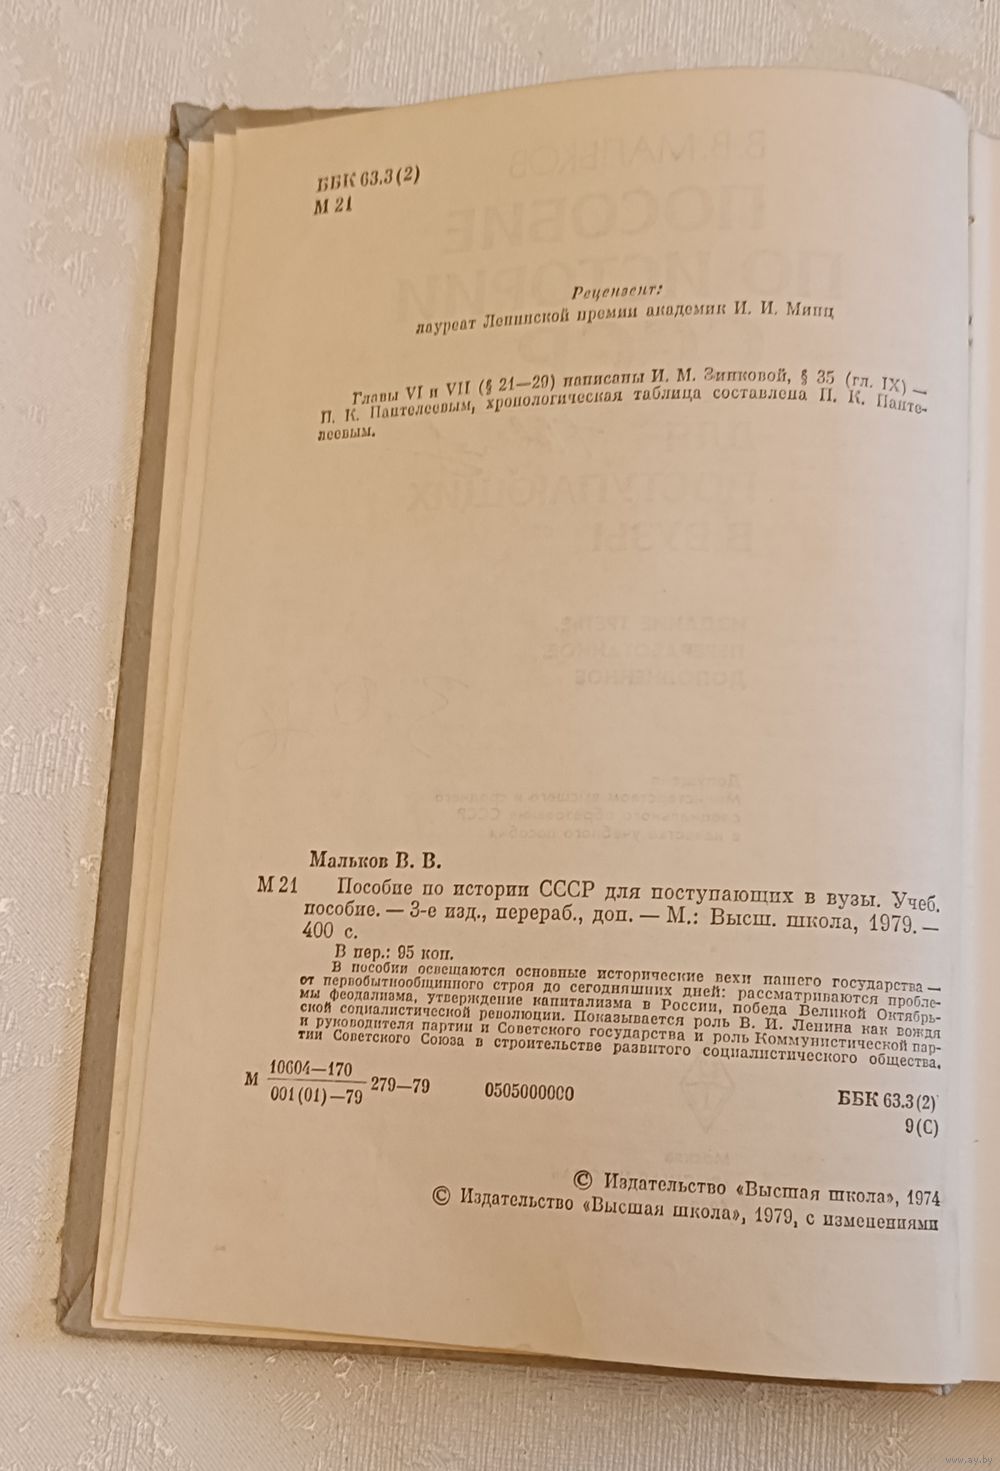 ББК 63.3(2)
М 21
Рецензент:
лауреат Ленинской премии академик И. И. Минц
Главы VI и VII (§ 21—29) написаны И. М. Зинковой, § 35 (гл. IX) —
П. К. Пантелеевым, хронологическая таблица составлена П. К. Панте-
леевым.
Мальков В. В.
М 21 Пособие по истории СССР для поступающих в вузы. Учеб.
пособие. — 3-е изд., перераб., доп. — М.: Высш. школа, 1979. —
400 с.
В пер.: 95 коп.
В пособии освещаются основные исторические вехи нашего государства —
от первобытнообщинного строя до сегодняшних дней: рассматриваются пробле-
мы феодализма, утверждение капитализма в России, победа Великой Октябрь-
ской социалистической революции. Показывается роль В. И. Ленина как вождя
и руководителя партии и Советского государства и роль Коммунистической пар-
тии Советского Союза в строительстве развитого социалистического общества.
10604—170
М 279—79 0505000000
001(01)—79
ББК 63.3(2)
9(С)
© Издательство «Высшая школа», 1974
© Издательство «Высшая школа», 1979, с изменениями
www.ay.by